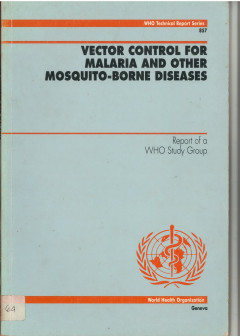 WHO Technical Report Series
857
VECTOR CONTROL FOR
MALARIA AND OTHER
MOSQUITO-BORNE DISEASES
Report of a
WHO Study Group
World Health Organization
Geneva